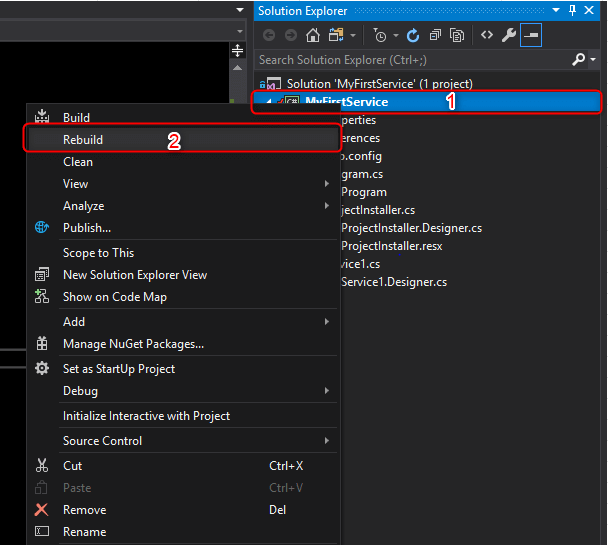 Solution Explorer
Search Solution Explorer (Ctrl+;)
Solution 'MyFirstService' (1 project)
C# MyFirstService 1
perties
erences
.config
gram.cs
Program
jectInstaller.cs
ProjectInstaller.Designer.cs
ProjectInstaller.resx
vice1.cs
Service1.Designer.cs
Build
Rebuild 2
Clean
View
Analyze
Publish...
Scope to This
New Solution Explorer View
Show on Code Map
Add
Manage NuGet Packages...
Set as StartUp Project
Debug
Initialize Interactive with Project
Source Control
Cut Ctrl+X
Paste Ctrl+V
Remove Del
Rename